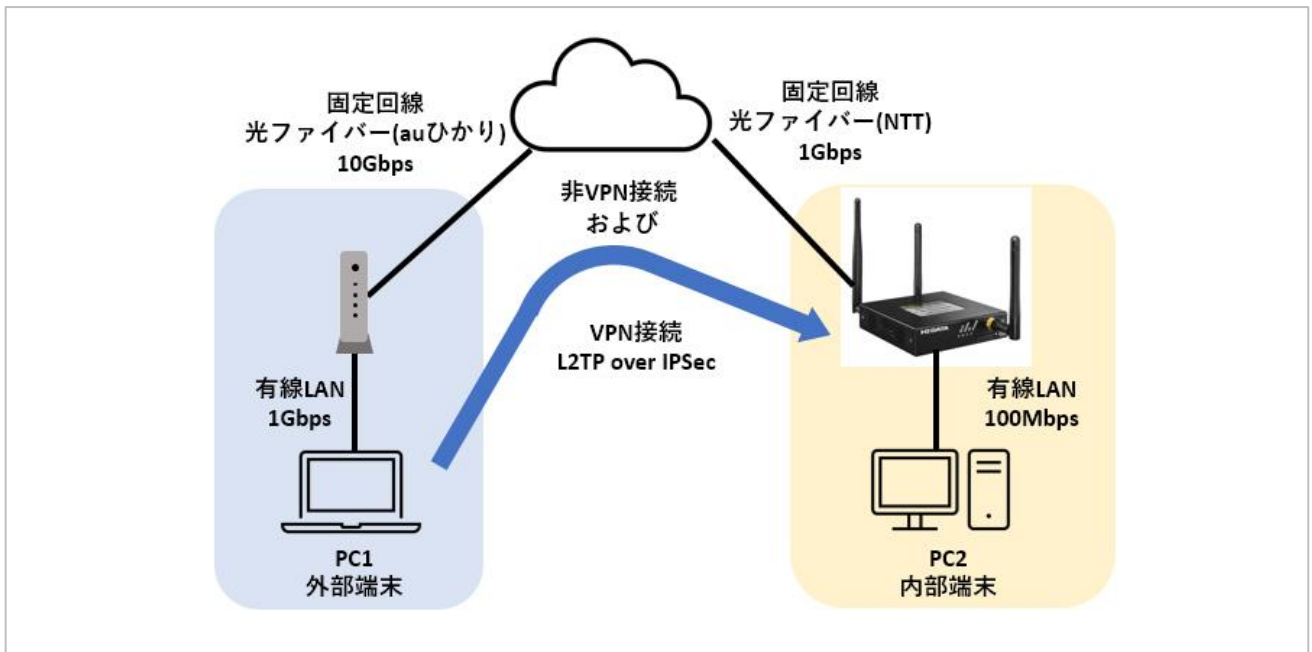 固定回線
光ファイバー(auひかり)
10Gbps
固定回線
光ファイバー(NTT)
1Gbps
非VPN接続
および
VPN接続
L2TP over IPSec
I-O DATA
有線LAN
1Gbps
有線LAN
100Mbps
PC1
外部端末
PC2
内部端末